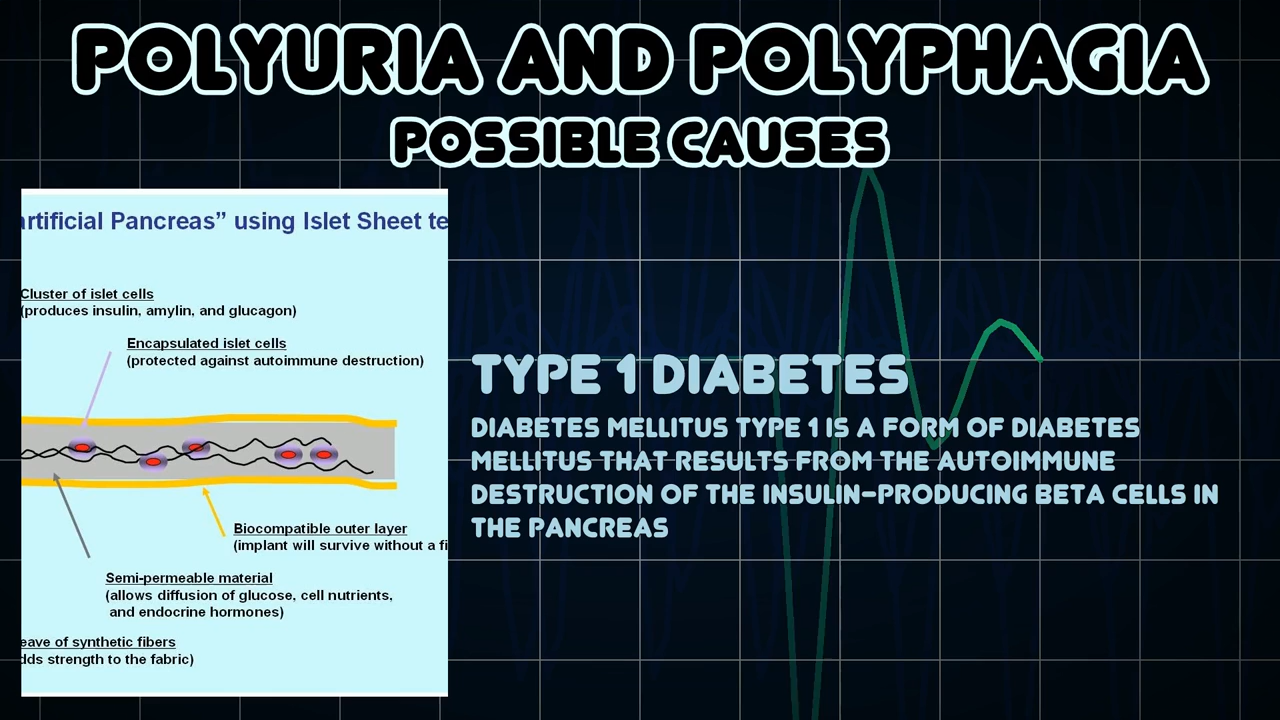 POLYURIA AND POLYPHAGIA
POSSIBLE CAUSES
artificial Pancreas” using Islet Sheet te
Cluster of islet cells
(produces insulin, amylin, and glucagon)
Encapsulated islet cells
(protected against autoimmune destruction)
Biocompatible outer layer
(implant will survive without a fi
Semi-permeable material
(allows diffusion of glucose, cell nutrients,
and endocrine hormones)
eave of synthetic fibers
dds strength to the fabric)
TYPE 1 DIABETES
DIABETES MELLITUS TYPE 1 IS A FORM OF DIABETES
MELLITUS THAT RESULTS FROM THE AUTOIMMUNE
DESTRUCTION OF THE INSULIN-PRODUCING BETA CELLS IN
THE PANCREAS